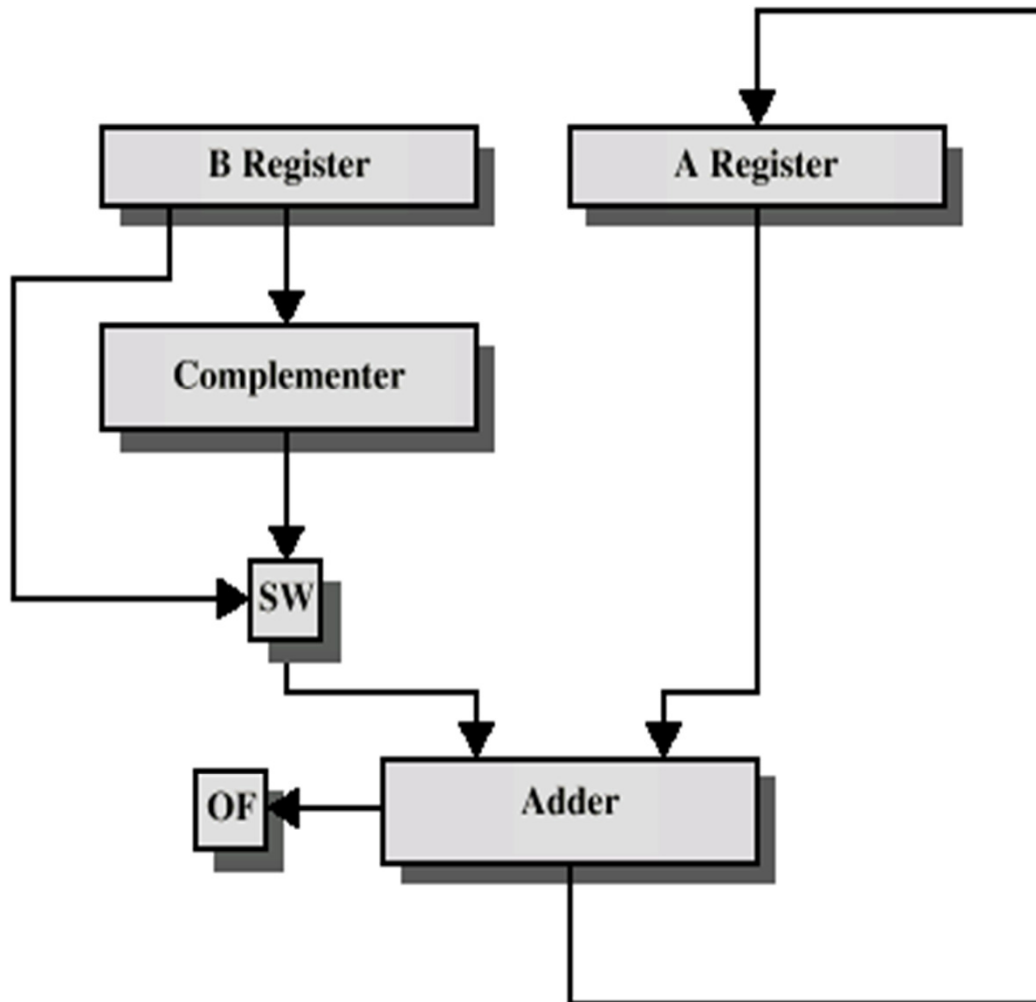 B Register
A Register
Complementer
SW
OF
Adder